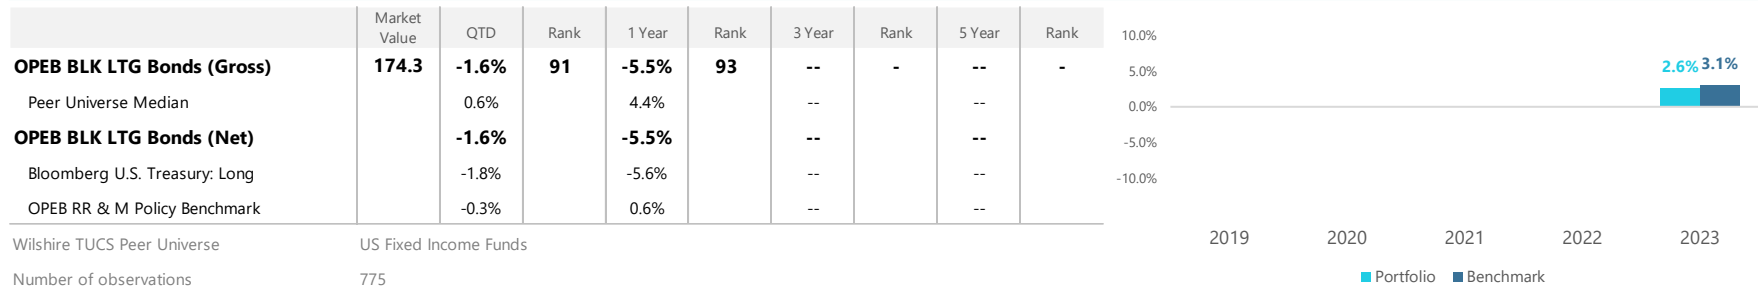 Market Value QTD Rank 1 Year Rank 3 Year Rank 5 Year Rank
OPEB BLK LTG Bonds (Gross) 174.3 -1.6% 91 -5.5% 93 -- - -- -
Peer Universe Median 0.6% 4.4% -- --
OPEB BLK LTG Bonds (Net) -1.6% -5.5% -- --
Bloomberg U.S. Treasury: Long -1.8% -5.6% -- --
OPEB RR & M Policy Benchmark -0.3% 0.6% -- --
Wilshire TUCS Peer Universe US Fixed Income Funds
Number of observations 775
10.0%
5.0%
0.0%
-5.0%
-10.0%
2.6% 3.1%
2019 2020 2021 2022 2023
Portfolio Benchmark